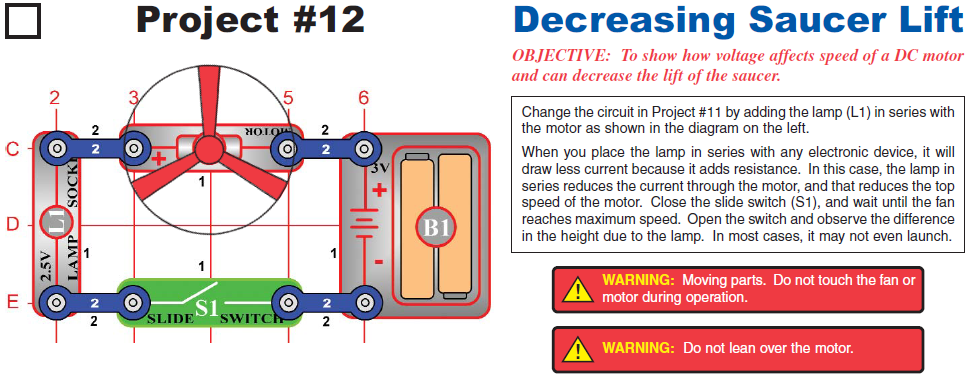 Project #12
Decreasing Saucer Lift
OBJECTIVE: To show how voltage affects speed of a DC motor
and can decrease the lift of the saucer.
Change the circuit in Project #11 by adding the lamp (L1) in series with
the motor as shown in the diagram on the left.
When you place the lamp in series with any electronic device, it will
draw less current because it adds resistance. In this case, the lamp in
series reduces the current through the motor, and that reduces the top
speed of the motor. Close the slide switch (S1), and wait until the fan
reaches maximum speed. Open the switch and observe the difference
in the height due to the lamp. In most cases, it may not even launch.
WARNING: Moving parts. Do not touch the fan or
motor during operation.
WARNING: Do not lean over the motor.
2 3 5 6
2 2
C 2 MOTOR 2
+ 3V
1 +
SOCKET
D L1 B1
LAMP
2.5V 1 1 -
E 2 S1 2
SLIDE SWITCH
2 2